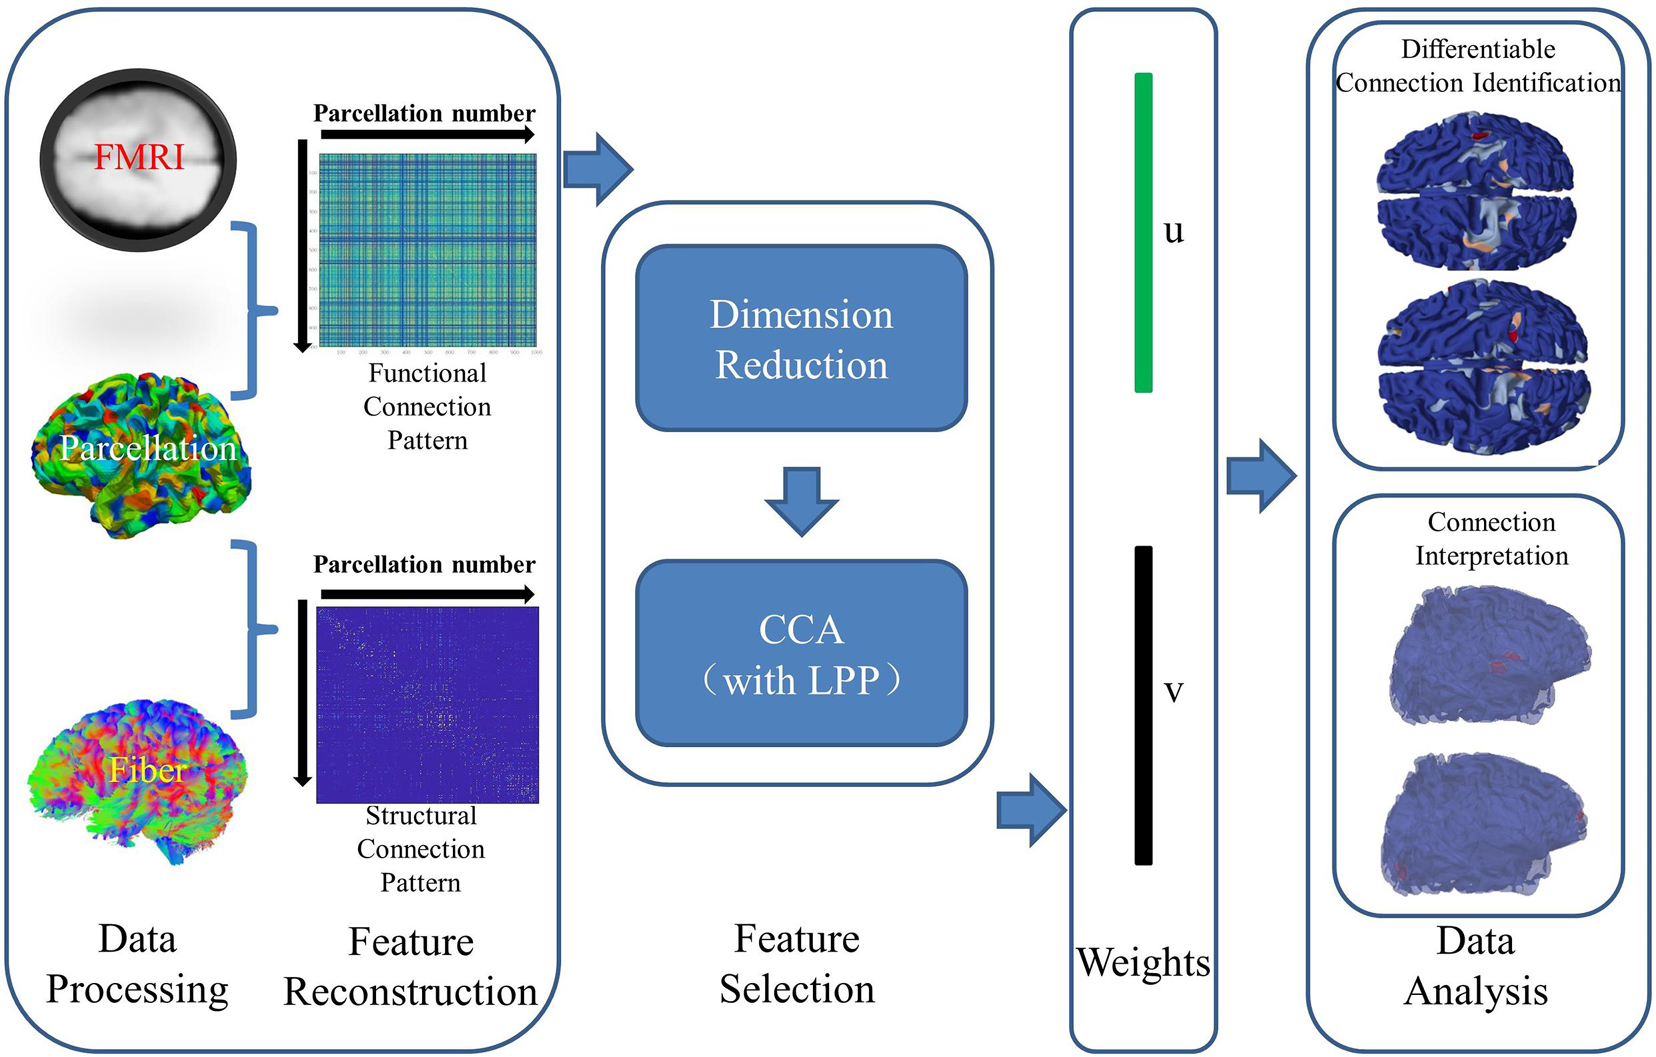 FMRI
Parcellation
Fiber
Data
Processing
Parcellation number
Functional
Connection
Pattern
Parcellation number
Structural
Connection
Pattern
Feature
Reconstruction
Dimension
Reduction
CCA
（with LPP）
Feature
Selection
u
v
Weights
Differentiable
Connection Identification
Connection
Interpretation
Data
Analysis